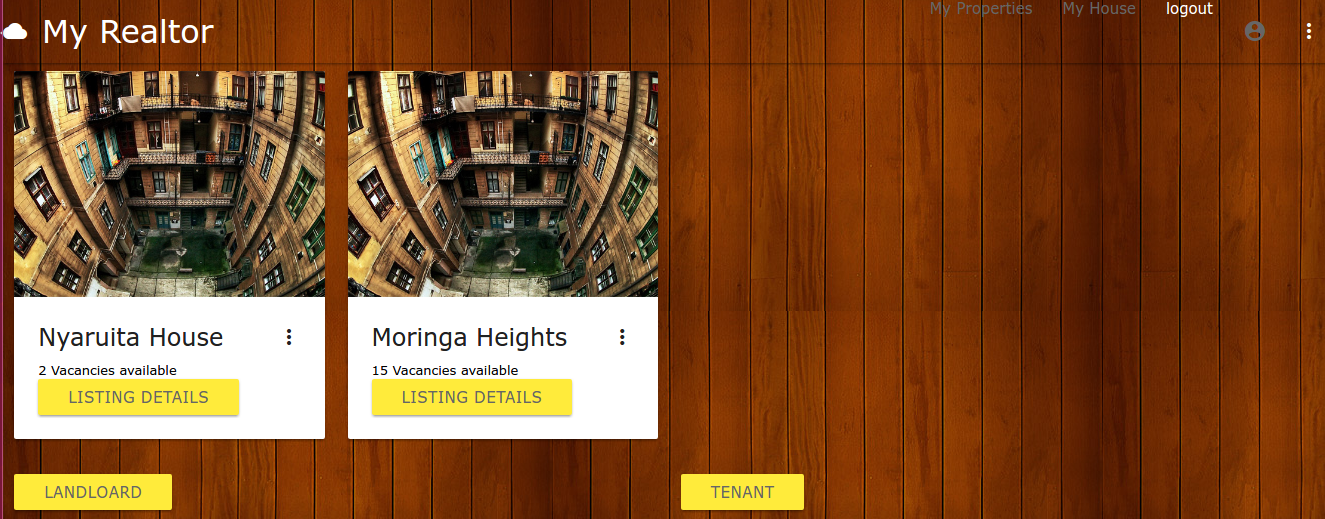 My Properties My House logout
My Realtor
Nyaruita House
2 Vacancies available
LISTING DETAILS
Moringa Heights
15 Vacancies available
LISTING DETAILS
LANDLOARD
TENANT